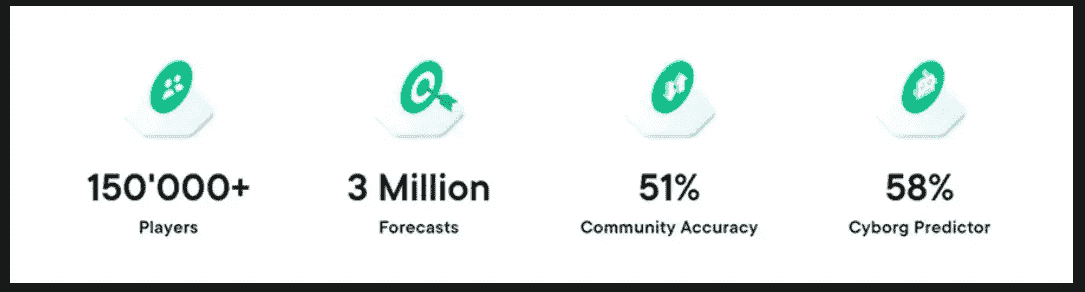 150'000+
Players
3 Million
Forecasts
51%
Community Accuracy
58%
Cyborg Predictor